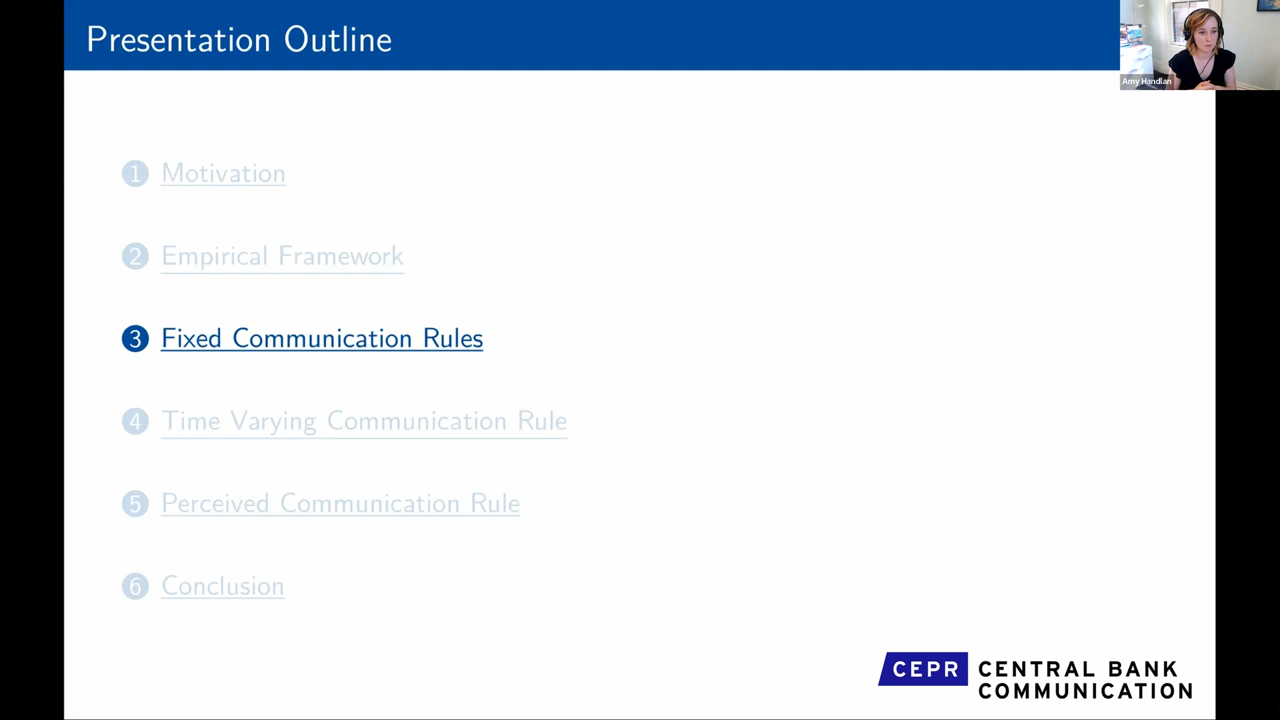 Presentation Outline
Amy Handlan
1 Motivation
2 Empirical Framework
3 Fixed Communication Rules
4 Time Varying Communication Rule
5 Perceived Communication Rule
6 Conclusion
CEPR CENTRAL BANK
COMMUNICATION